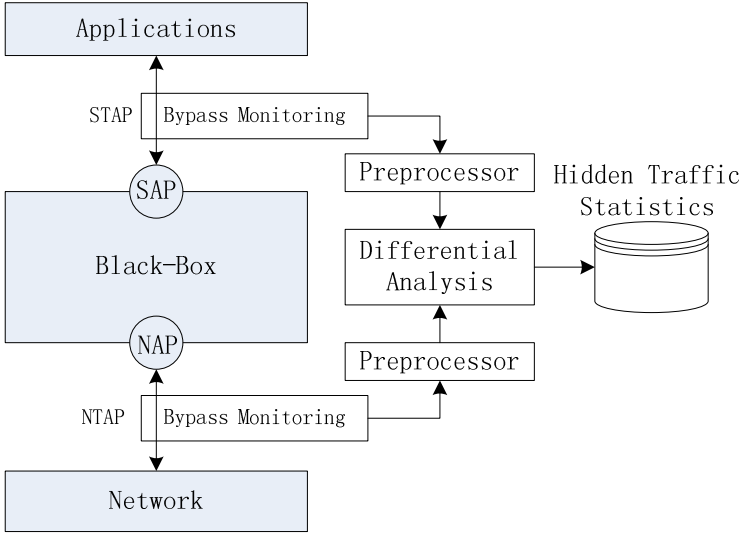 Applications
STAP
Bypass Monitoring
Preprocessor
Hidden Traffic
Statistics
SAP
Black-Box
Differential
Analysis
NAP
Preprocessor
NTAP
Bypass Monitoring
Network